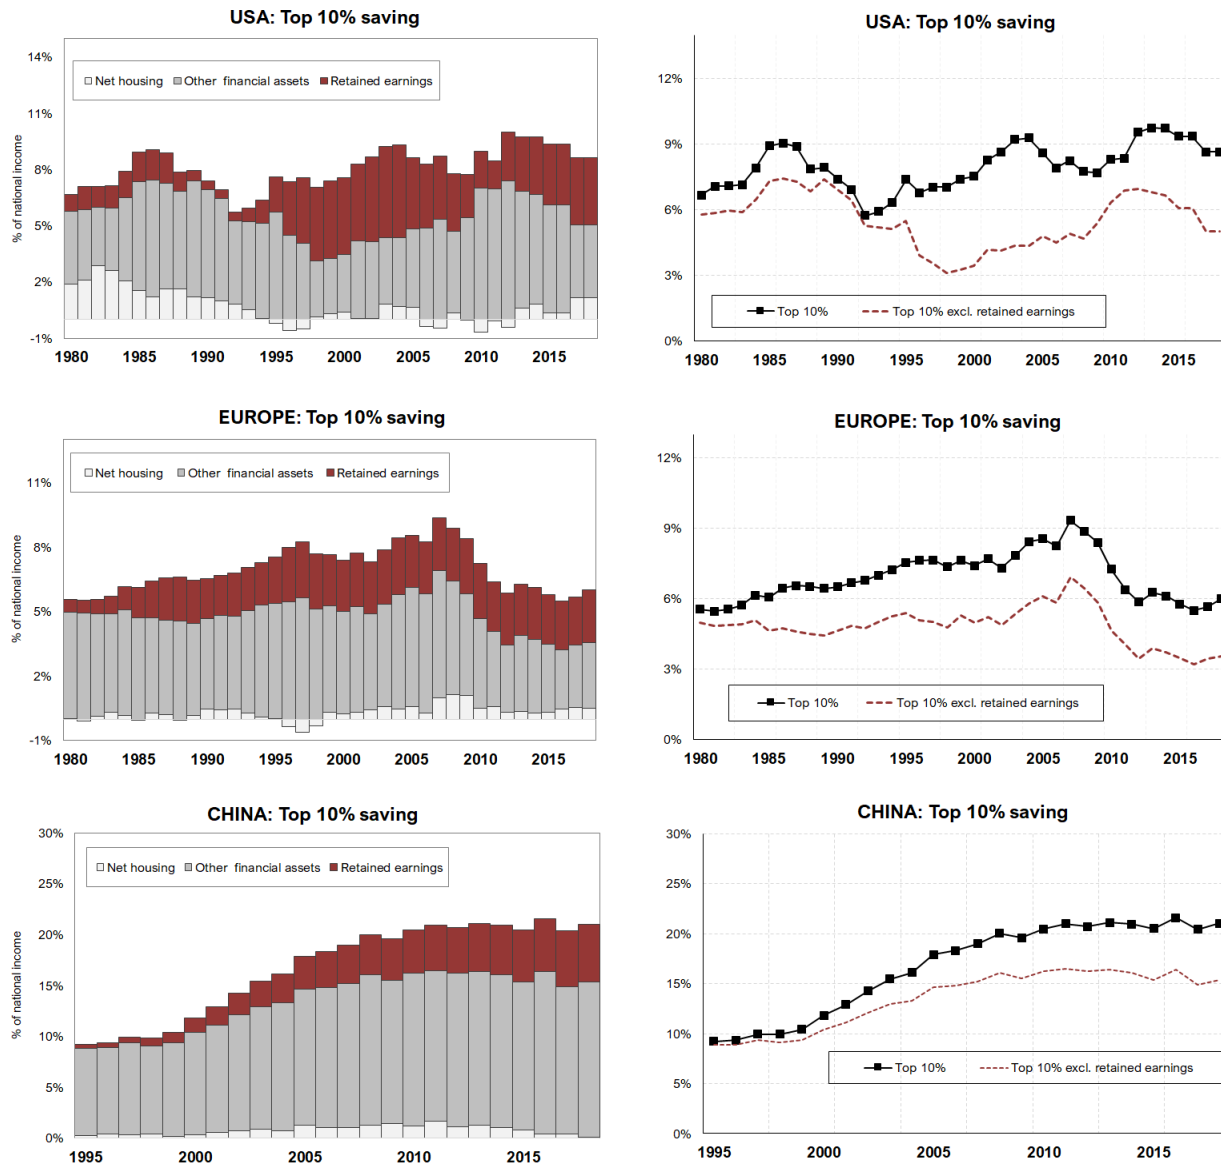 USA: Top 10% saving
% of national income
14%
11%
8%
5%
2%
-1%
Net housing Other financial assets Retained earnings
1980 1985 1990 1995 2000 2005 2010 2015
USA: Top 10% saving
12%
9%
6%
3%
0%
Top 10% Top 10% excl. retained earnings
1980 1985 1990 1995 2000 2005 2010 2015
EUROPE: Top 10% saving
% of national income
11%
8%
5%
2%
-1%
Net housing Other financial assets Retained earnings
1980 1985 1990 1995 2000 2005 2010 2015
EUROPE: Top 10% saving
12%
9%
6%
3%
0%
Top 10% Top 10% excl. retained earnings
1980 1985 1990 1995 2000 2005 2010 2015
CHINA: Top 10% saving
% of national income
30%
25%
20%
15%
10%
5%
0%
Net housing Other financial assets Retained earnings
1995 2000 2005 2010 2015
CHINA: Top 10% saving
30%
25%
20%
15%
10%
5%
0%
Top 10% Top 10% excl. retained earnings
1995 2000 2005 2010 2015